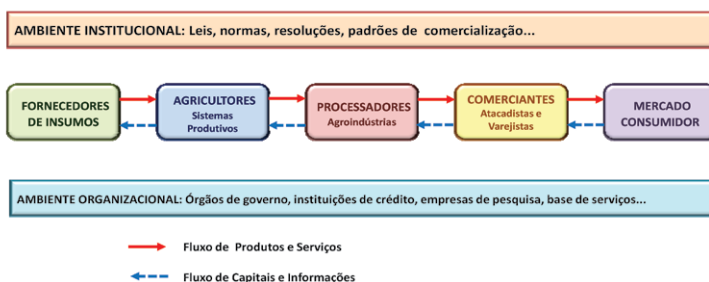 AMBIENTE INSTITUCIONAL: Leis, normas, resoluções, padrões de comercialização...
FORNECEDORES
DE INSUMOS
AGRICULTORES
Sistemas
Produtivos
PROCESSADORES
Agroindústrias
COMERCIANTES
Atacadistas e
Varejistas
MERCADO
CONSUMIDOR
AMBIENTE ORGANIZACIONAL: Órgãos de governo, instituições de crédito, empresas de pesquisa, base de serviços...
Fluxo de Produtos e Serviços
Fluxo de Capitais e Informações